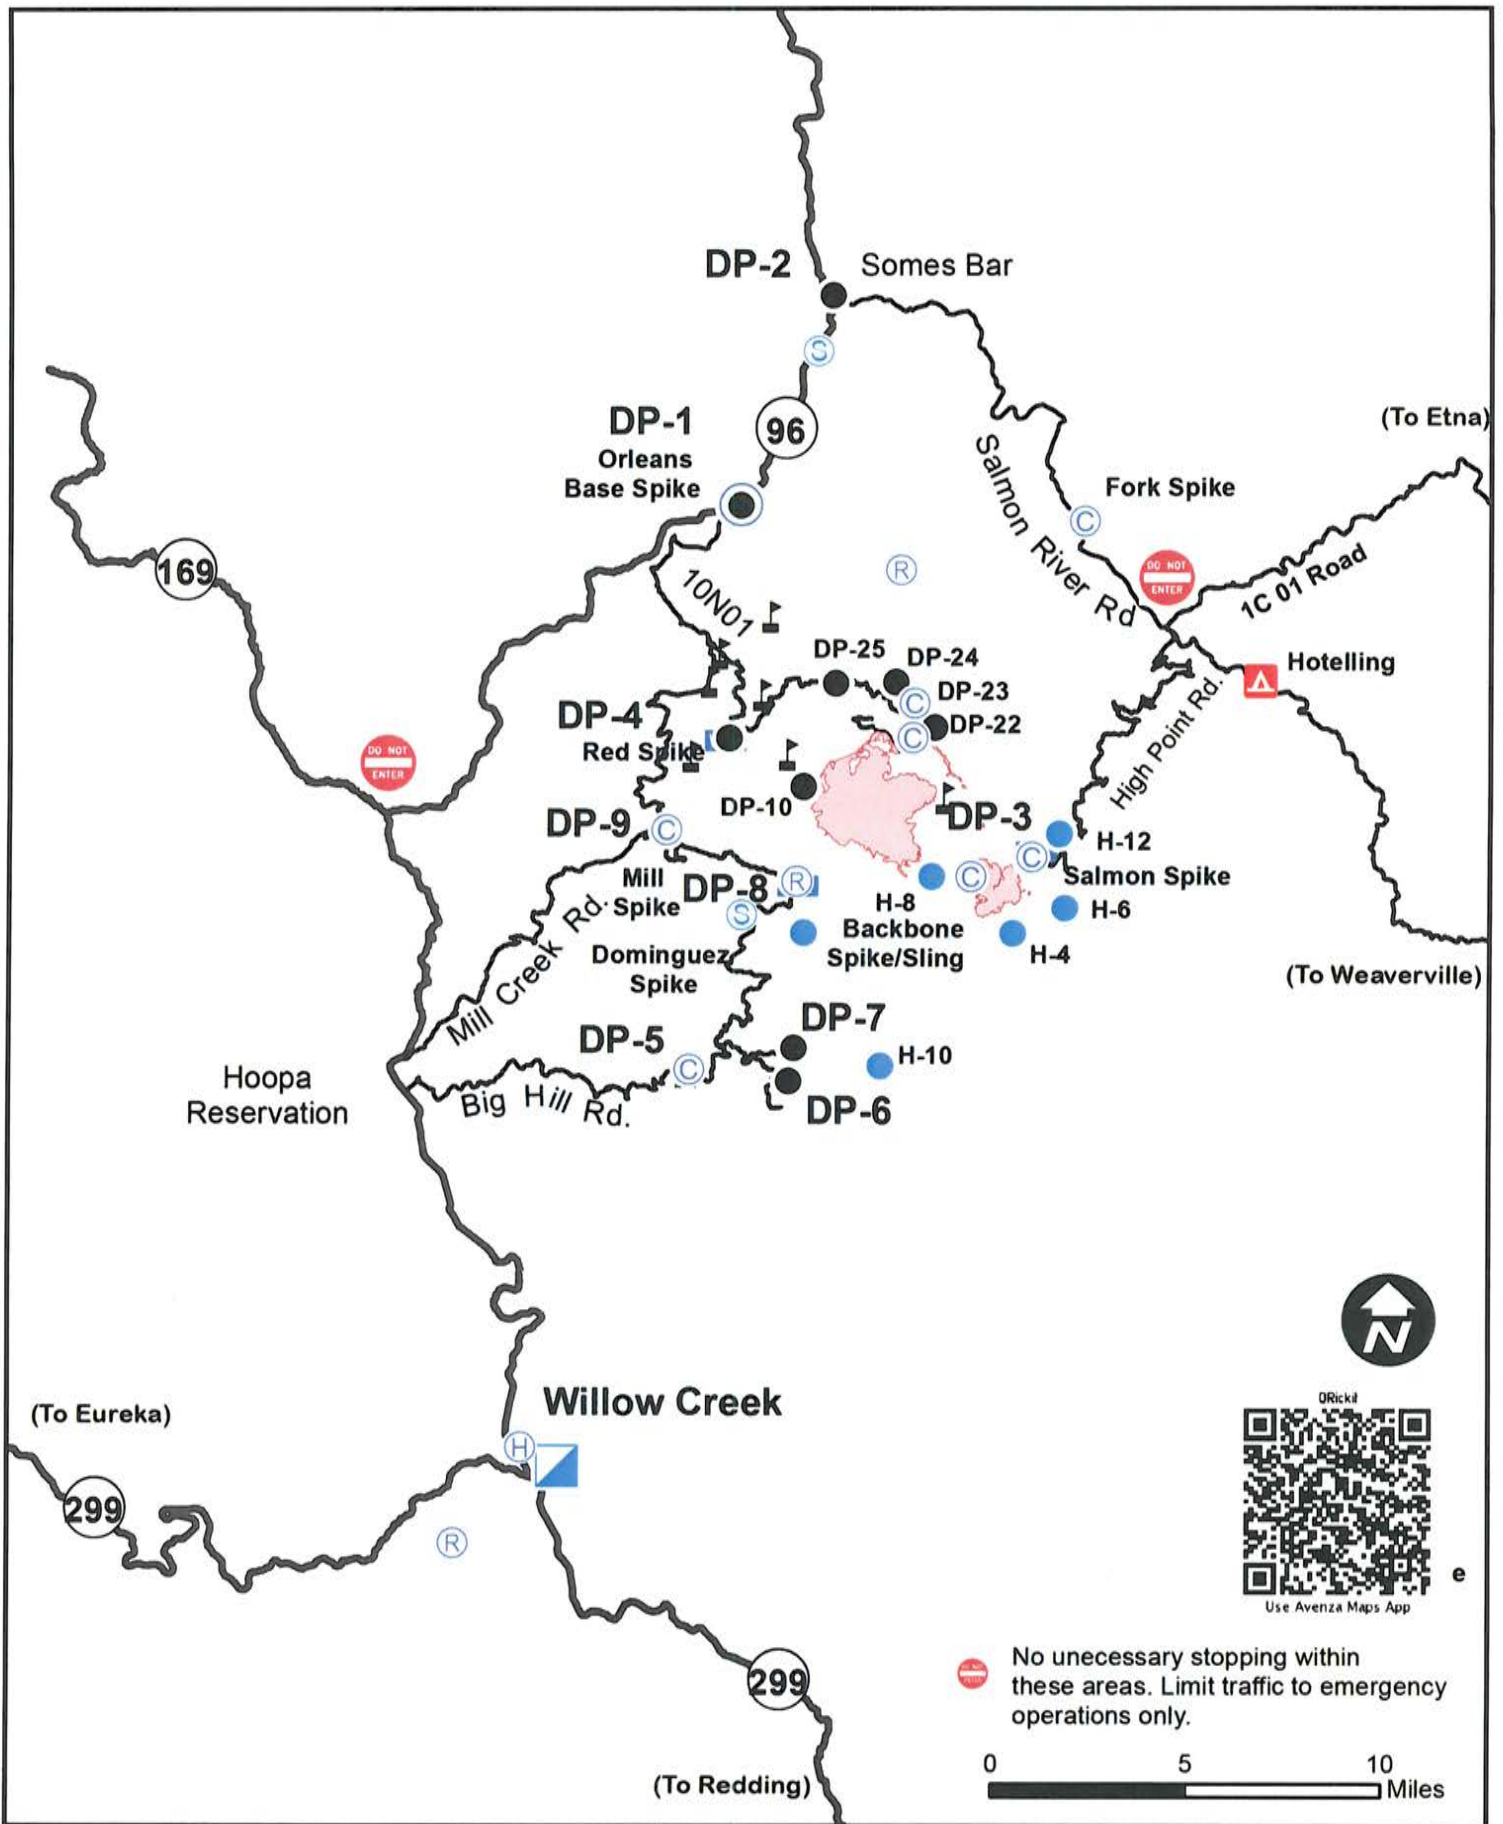 DP-2
Somes Bar
S
DP-1
Orleans
Base Spike
96
(To Etna)
Salmon River Rd
Fork Spike
C
169
R
DO NOT
ENTER
1C 01 Road
10N01
Hotelling
DP-25
DP-24
DP-23
C
DP-22
C
High Point Rd.
DP-4
Red Spike
DO NOT
ENTER
DP-10
DP-3
DP-9
C
H-12
C
Salmon Spike
Mill
Spike
DP-8
R
S
H-8
C
Backbone
Spike/Sling
H-6
H-4
Mill Creek Rd.
Dominguez
Spike
(To Weaverville)
DP-7
DP-5
C
H-10
DP-6
Hoopa
Reservation
Big Hill Rd.
N
(To Eureka)
Willow Creek
H
299
R
QRickit
Use Avenza Maps App
e
No unecessary stopping within
these areas. Limit traffic to emergency
operations only.
299
0 5 10
Miles
(To Redding)